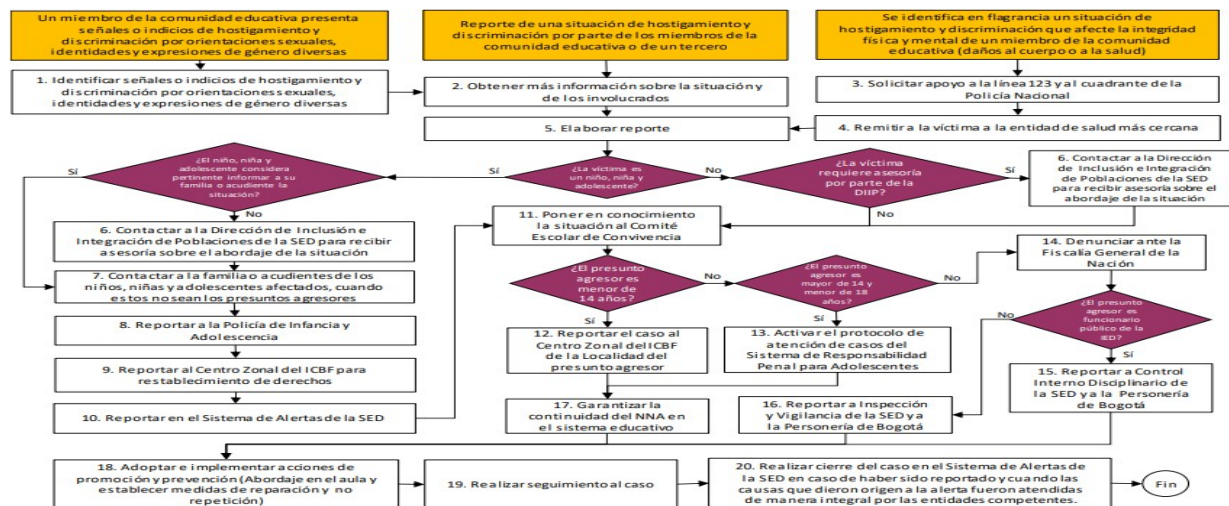 Un miembro de la comunidad educativa presenta
señales o indicios de hostigamiento y
discriminación por orientaciones sexuales,
identidades y expresiones de género diversas
Reporte de una situación de hostigamiento y
discriminación por parte de los miembros de la
comunidad educativa o de un tercero
Se identifica en flagrancia un situación de
hostigamiento y discriminación que afecte la integridad
física y mental de un miembro de la comunidad
educativa (daños al cuerpo o a la salud)
1. Identificar señales o indicios de hostigamiento y
discriminación por orientaciones sexuales,
identidades y expresiones de género diversas
2. Obtener más información sobre la situación y
de los involucrados
3. Solicitar apoyo a la línea 123 y al cuadrante de la
Policía Nacional
5. Elaborar reporte
4. Remitir a la víctima a la entidad de salud más cercana
¿El niño, niña y
adolescente considera
pertinente informar a su
familia o acudiente la
situación?
Sí
No
Sí
¿La víctima es
un niño, niña y
adolescente?
No
¿La víctima
requiere asesoría
por parte de la
DIIP?
Sí
No
6. Contactar a la Dirección
de Inclusión e Integración
de Poblaciones de la SED
para recibir asesoría sobre el
abordaje de la situación
6. Contactar a la Dirección de Inclusión e
Integración de Poblaciones de la SED para recibir
asesoría sobre el abordaje de la situación
11. Poner en conocimiento
la situación al Comité
Escolar de Convivencia
14. Denunciar ante la
Fiscalía General de la
Nación
7. Contactar a la familia o acudientes de los
niños, niñas y adolescentes afectados, cuando
estos no sean los presuntos agresores
¿El presunto
agresor es
menor de
14 años?
No
Sí
¿El presunto
agresor es
mayor de 14 y
menor de 18
años?
No
Sí
¿El presunto
agresor es
funcionario
público de la
IED?
No
Sí
8. Reportar a la Policía de Infancia y
Adolescencia
12. Reportar el caso al
Centro Zonal del ICBF
de la Localidad del
presunto agresor
13. Activar el protocolo de
atención de casos del
Sistema de Responsabilidad
Penal para Adolescentes
9. Reportar al Centro Zonal del ICBF para
restablecimiento de derechos
15. Reportar a Control
Interno Disciplinario de
la SED y a la Personería
de Bogotá
10. Reportar en el Sistema de Alertas de la SED
17. Garantizar la
continuidad del NNA en
el sistema educativo
16. Reportar a Inspección
y Vigilancia de la SED y a
la Personería de Bogotá
18. Adoptar e implementar acciones de
promoción y prevención (Abordaje en el aula y
establecer medidas de reparación y no
repetición)
19. Realizar seguimiento al caso
20. Realizar cierre del caso en el Sistema de Alertas de
la SED en caso de haber sido reportado y cuando las
causas que dieron origen a la alerta fueron atendidas
de manera integral por las entidades competentes.
Fin